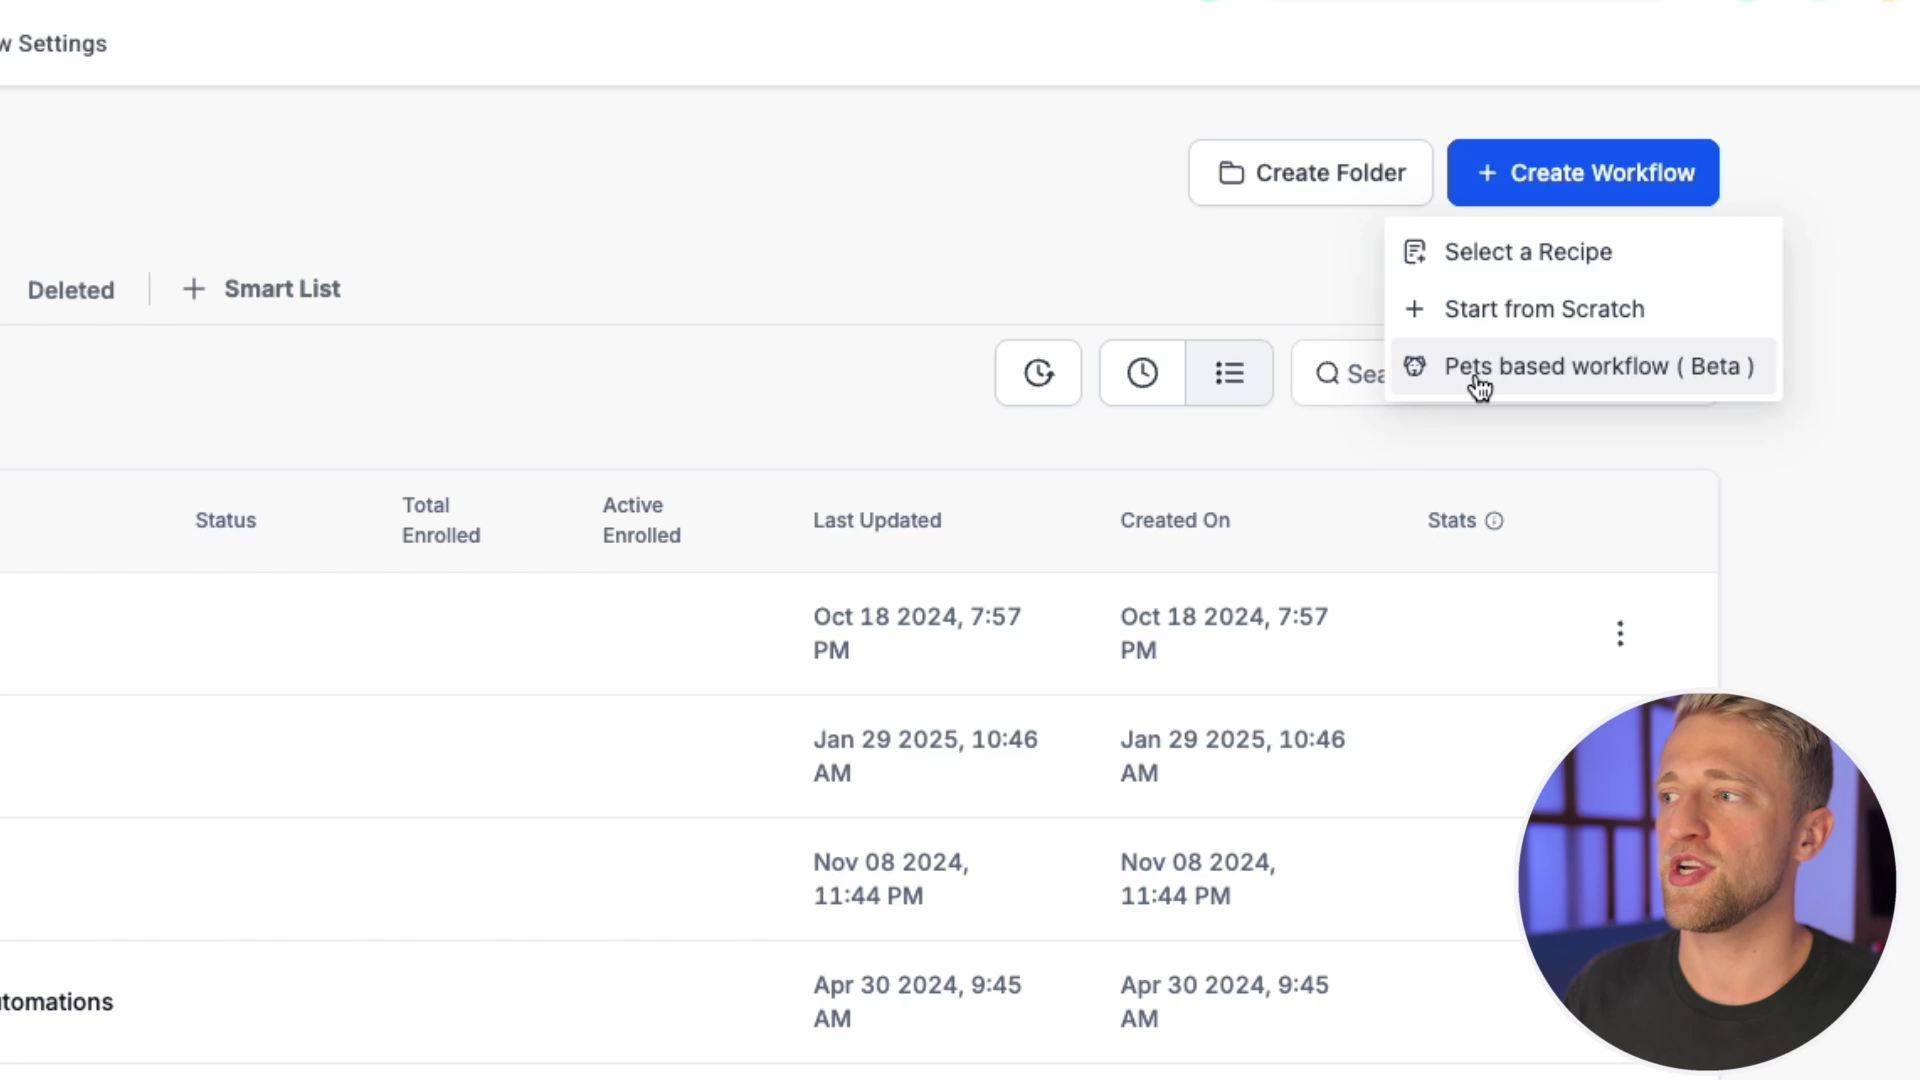 w Settings
Create Folder
+ Create Workflow
Select a Recipe
+ Start from Scratch
Pets based workflow ( Beta )
Deleted
+ Smart List
Sea
Status
Total
Enrolled
Active
Enrolled
Last Updated
Created On
Stats
Oct 18 2024, 7:57
PM
Oct 18 2024, 7:57
PM
Jan 29 2025, 10:46
AM
Jan 29 2025, 10:46
AM
Nov 08 2024,
11:44 PM
Nov 08 2024,
11:44 PM
tomations
Apr 30 2024, 9:45
AM
Apr 30 2024, 9:45
AM